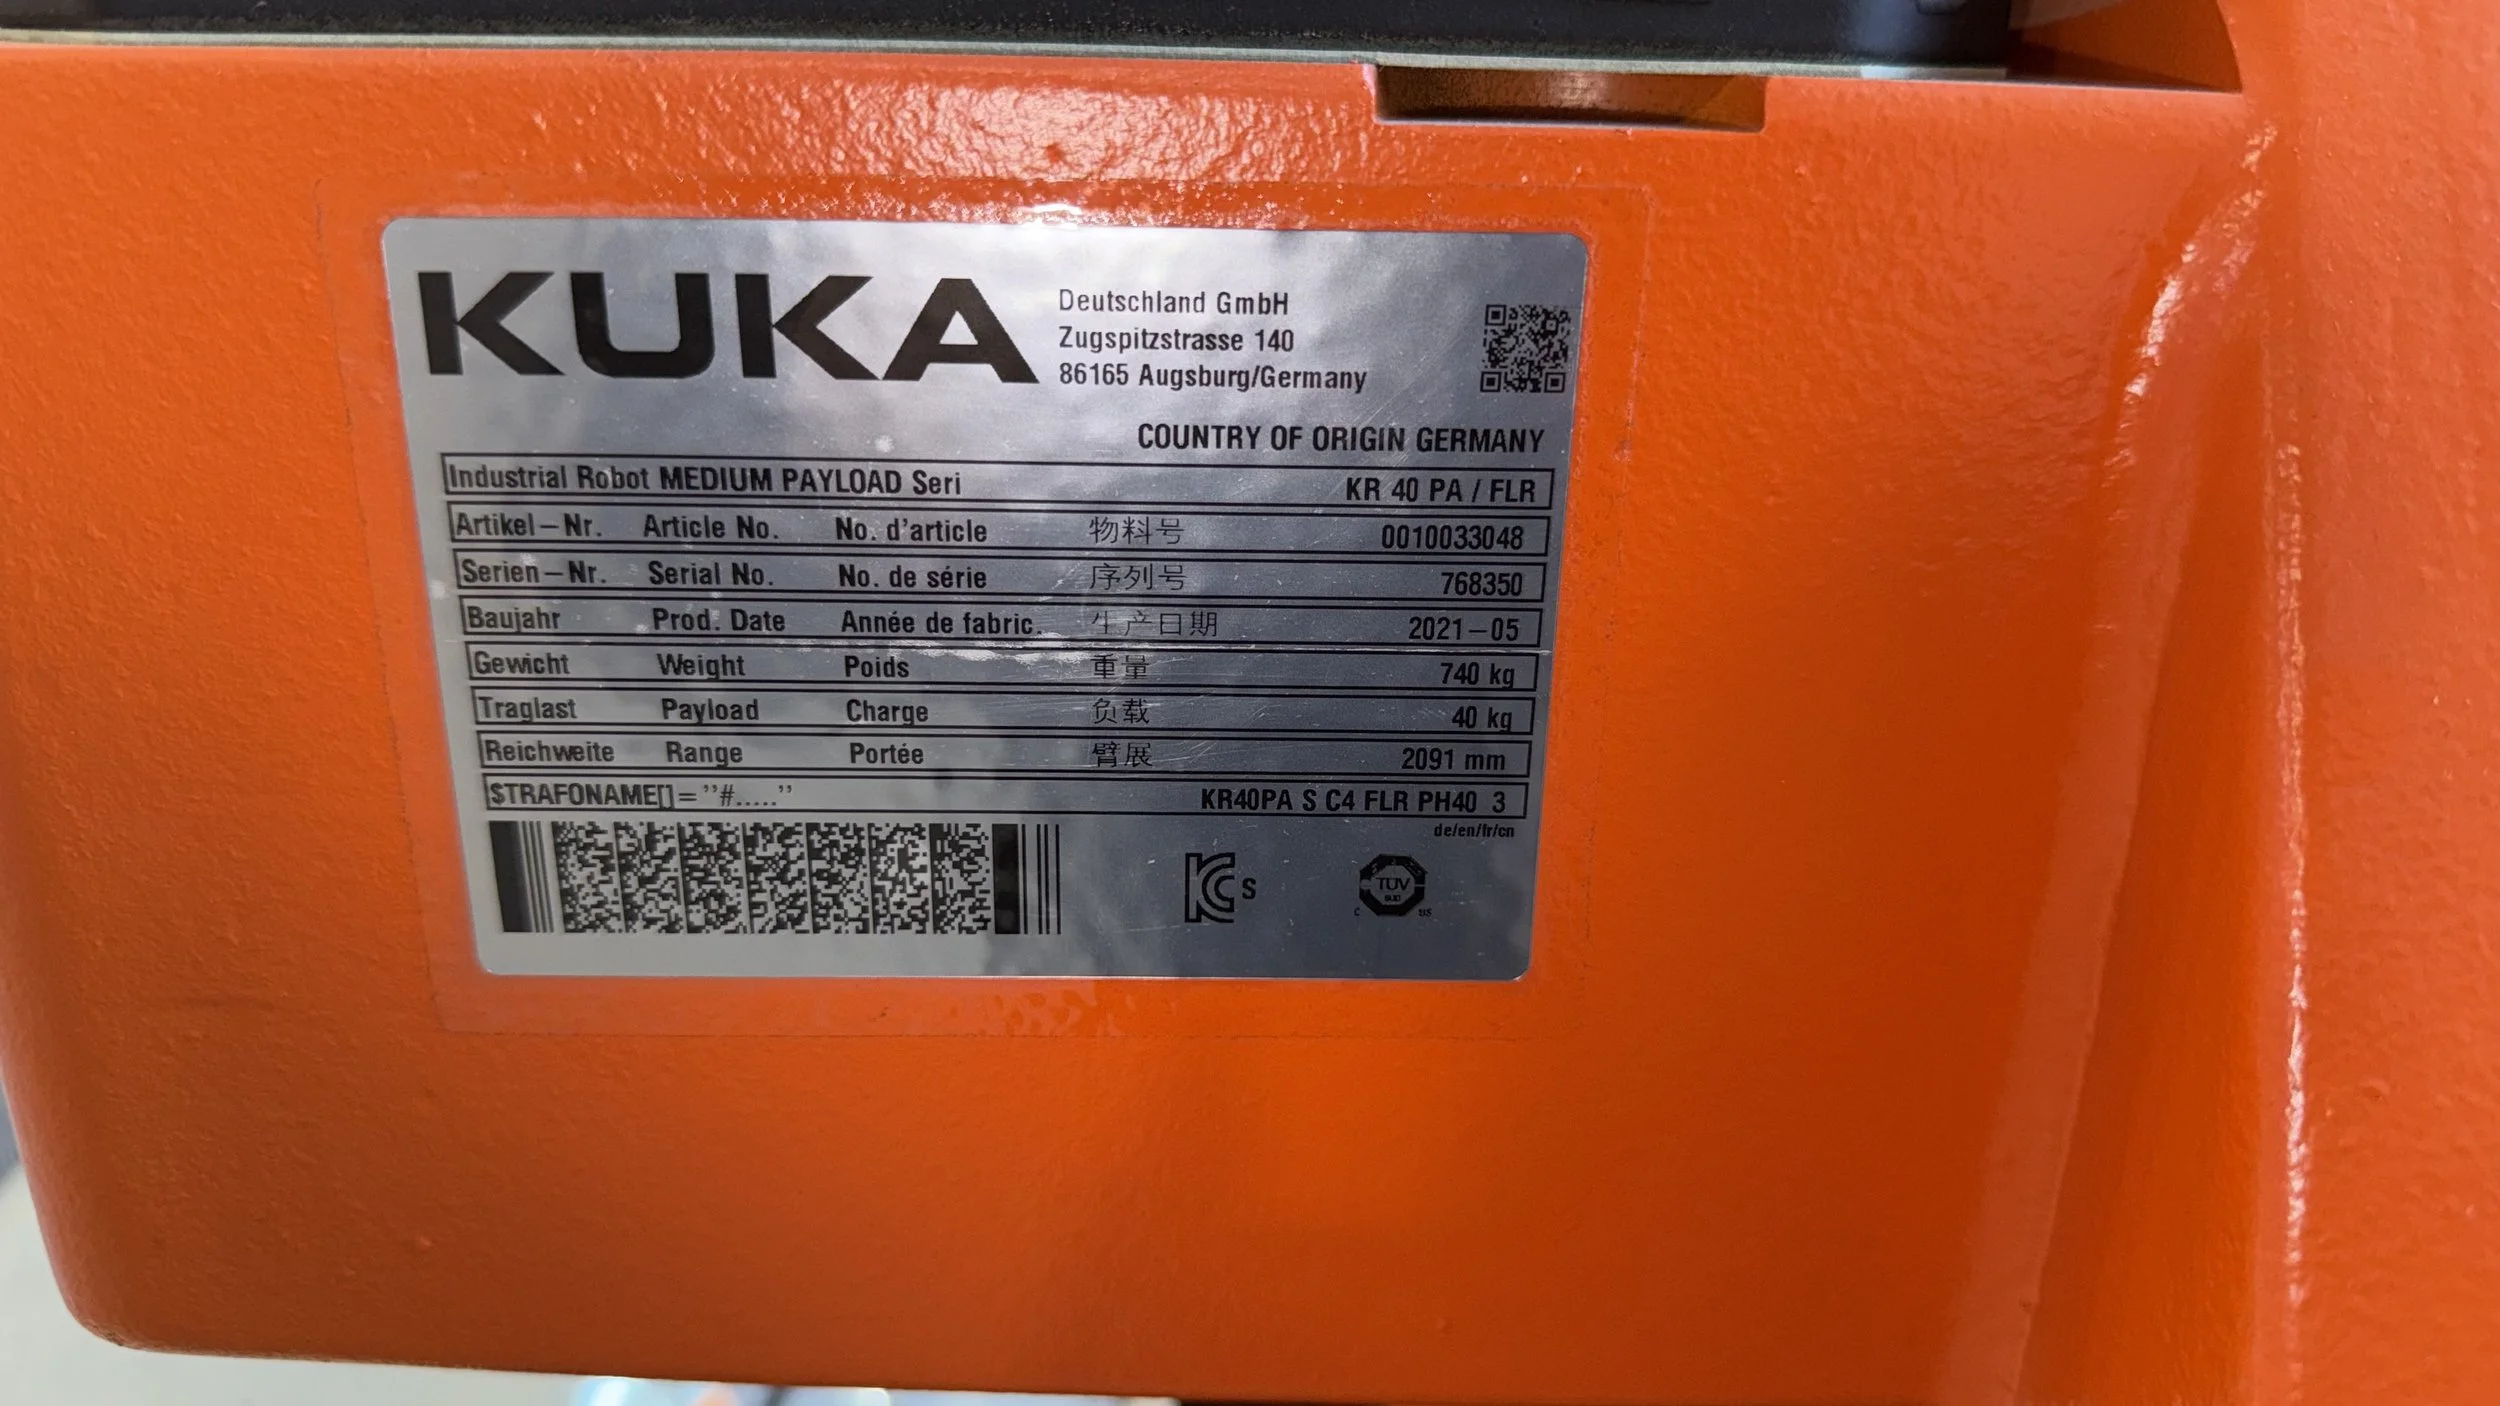 KUKA
Deutschland GmbH
Zugspitzstrasse 140
86165 Augsburg/Germany
COUNTRY OF ORIGIN GERMANY
Industrial Robot MEDIUM PAYLOAD Seri KR 40 PA / FLR
Artikel-Nr. Article No. No. d'article 物料号 0010033048
Serien-Nr. Serial No. No. de série 序列号 768350
Baujahr Prod. Date Année de fabric. 生产日期 2021-05
Gewicht Weight Poids 重量 740 kg
Traglast Payload Charge 负载 40 kg
Reichweite Range Portée 臂展 2091 mm
$TRAFONAME[]="#....." KR40PA S C4 FLR PH40 3
de/en/fr/cn
KC S
TÜV
C US